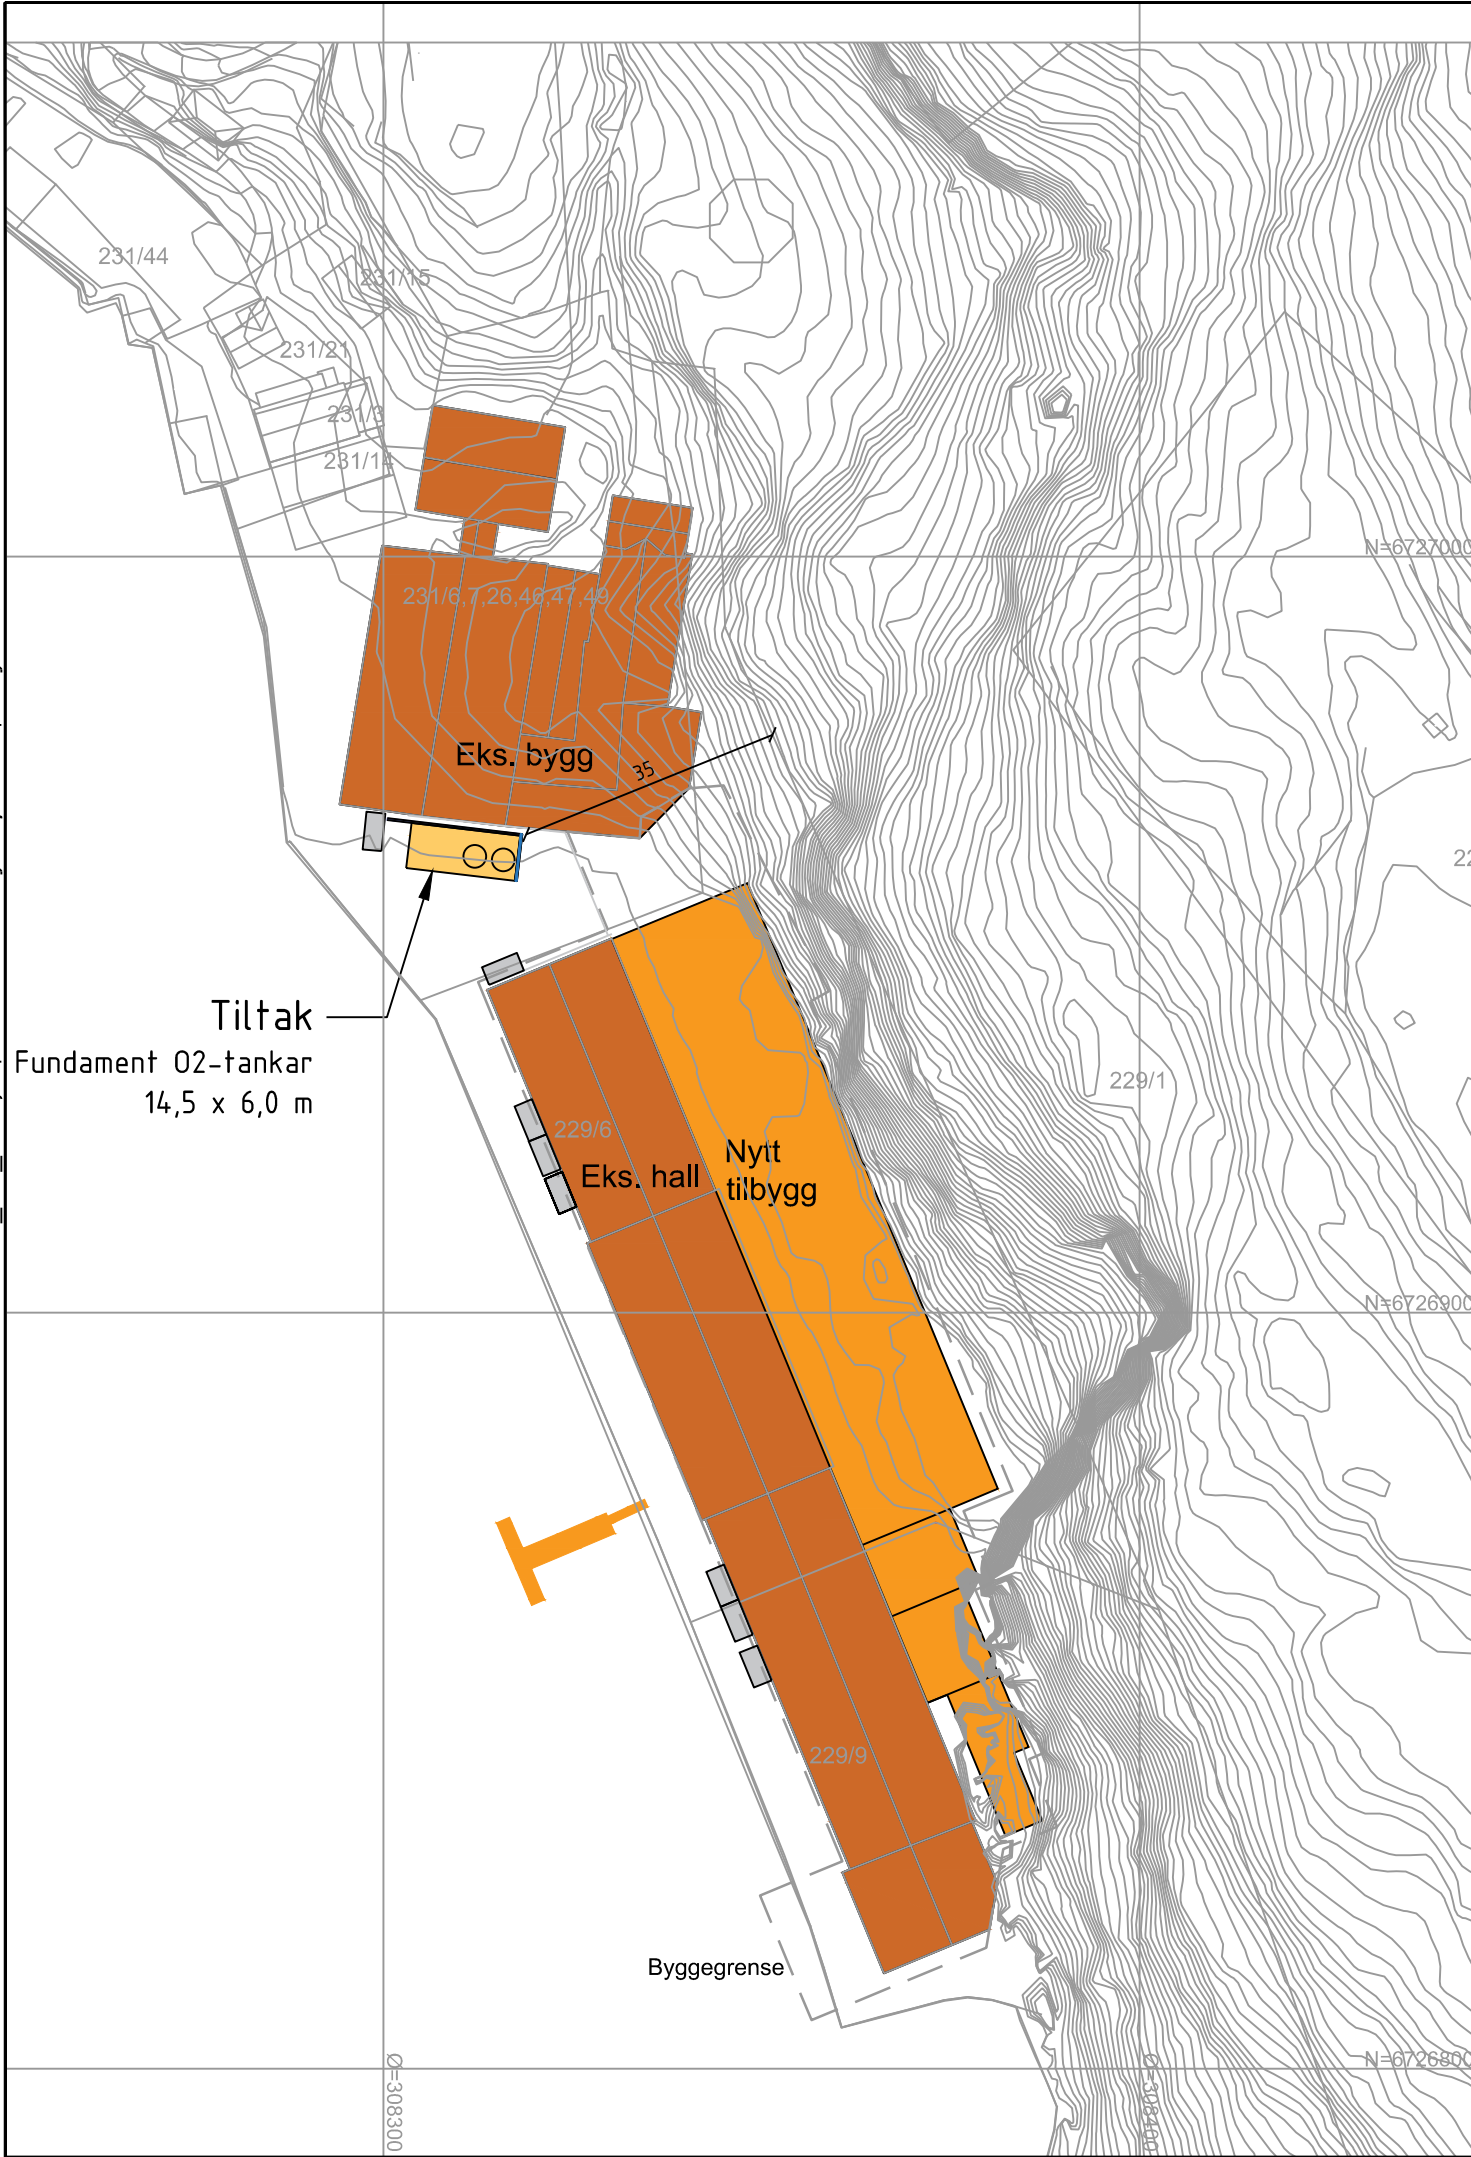 231/44
231/15
231/21
231/3
231/14
N=6727000
231/6,7,26,46,47,49
Eks. bygg
35
Tiltak
Fundament O2-tankar
14,5 x 6,0 m
229/1
229/6
Eks. hall
Nytt
tilbygg
N=6726900
229/9
Byggegrense
N=6726800
Ø=308300
Ø=308400